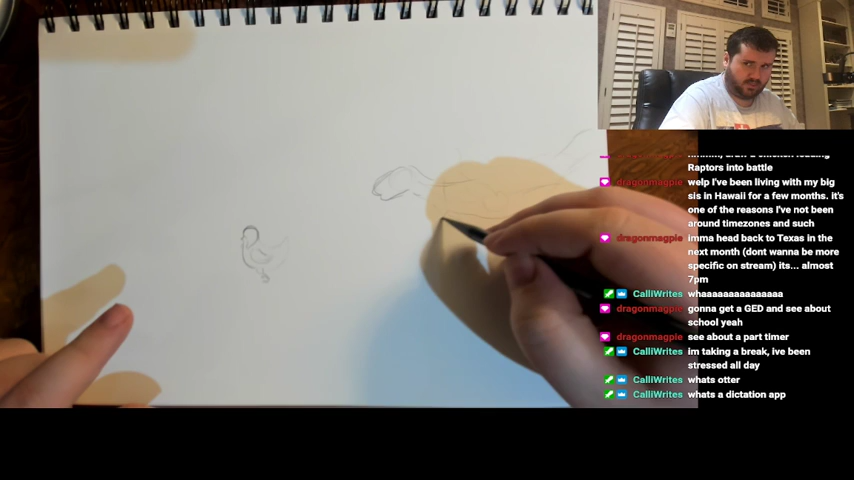 Raptors into battle
dragonmagpie welp I've been living with my big
sis in Hawaii for a few months. it's
one of the reasons I've not been
around timezones and such
dragonmagpie imma head back to Texas in the
next month (dont wanna be more
specific on stream) its... almost
7pm
CalliWrites whaaaaaaaaaaaaaaa
dragonmagpie gonna get a GED and see about
school yeah
dragonmagpie see about a part timer
CalliWrites im taking a break, ive been
stressed all day
CalliWrites whats otter
CalliWrites whats a dictation app